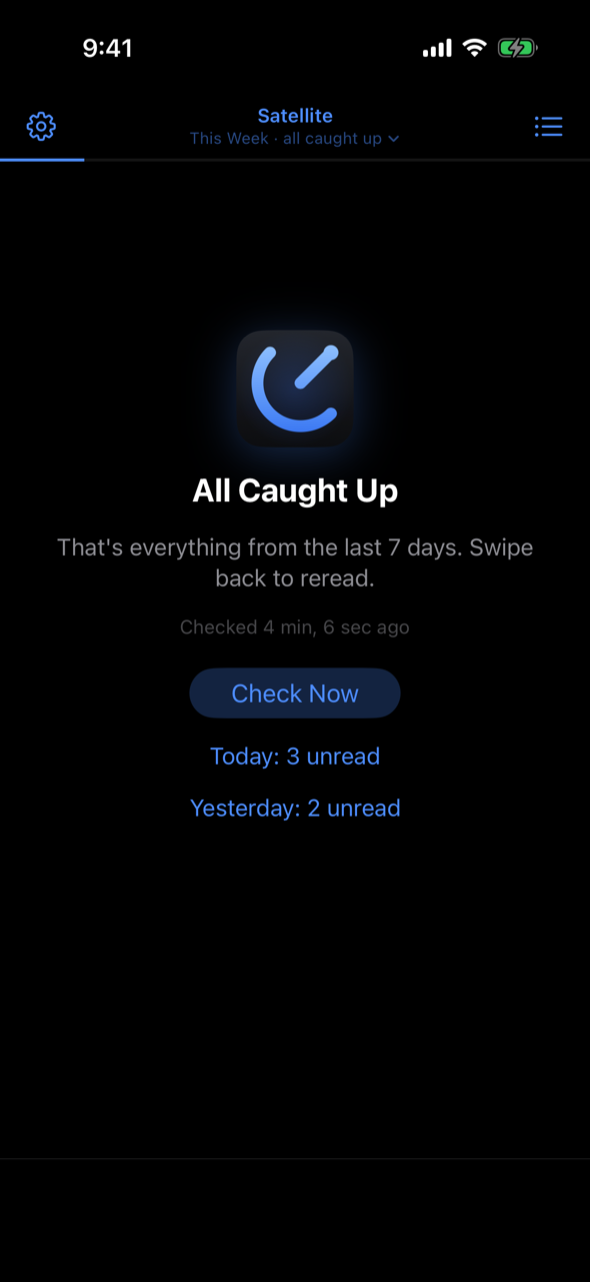 9:41
Satellite
This Week · all caught up
All Caught Up
That's everything from the last 7 days. Swipe
back to reread.
Checked 4 min, 6 sec ago
Check Now
Today: 3 unread
Yesterday: 2 unread